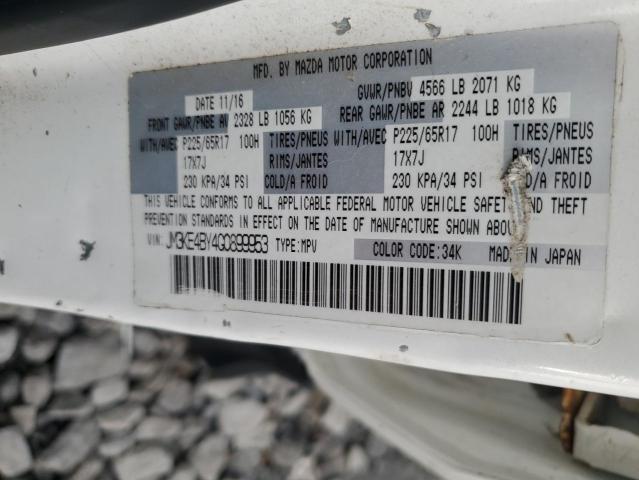 MFD. BY MAZDA MOTOR CORPORATION
DATE 11/16 GVWR/PNBV 4566 LB 2071 KG
FRONT GAWR/PNBE AV 2328 LB 1056 KG REAR GAWR/PNBE AR 2244 LB 1018 KG
WITH/AVEC P225/65R17 100H TIRES/PNEUS WITH/AVEC P225/65R17 100H TIRES/PNEUS
17X7J RIMS/JANTES 17X7J RIMS/JANTES
230 KPA/34 PSI COLD/A FROID 230 KPA/34 PSI COLD/A FROID
THIS VEHICLE CONFORMS TO ALL APPLICABLE FEDERAL MOTOR VEHICLE SAFETY AND THEFT
PREVENTION STANDARDS IN EFFECT ON THE DATE OF MANUFACTURE SHOWN ABOVE.
VIN: JM3KE4BY4G0899953 TYPE: MPV COLOR CODE: 34K MADE IN JAPAN